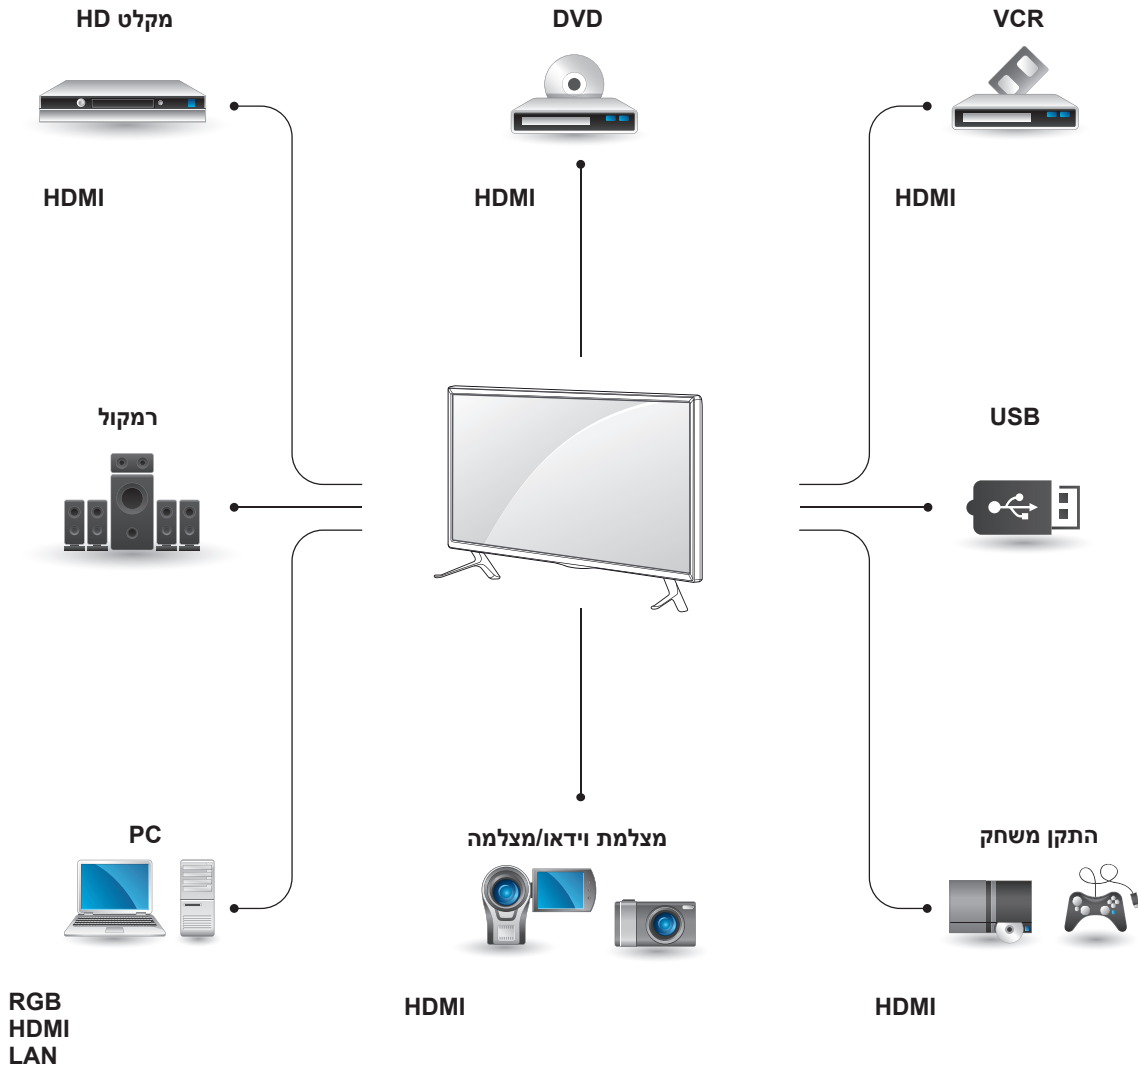 מקלט HD
DVD
VCR
HDMI
HDMI
HDMI
רמקול
USB
PC
מצלמת וידאו/מצלמה
התקן משחק
RGB
HDMI
LAN
HDMI
HDMI